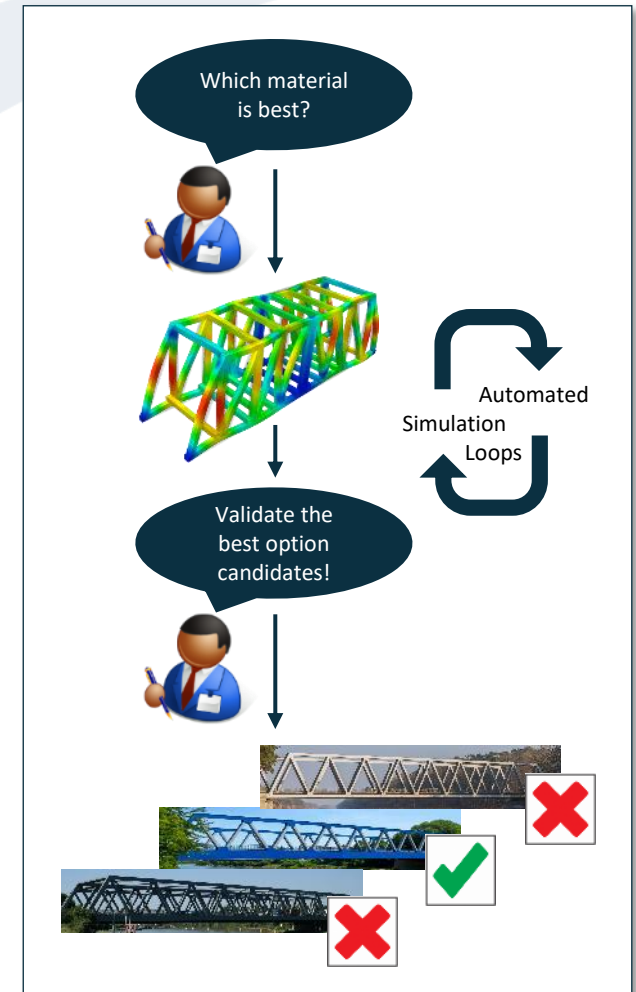 Which material
is best?
Automated
Simulation
Loops
Validate the
best option
candidates!